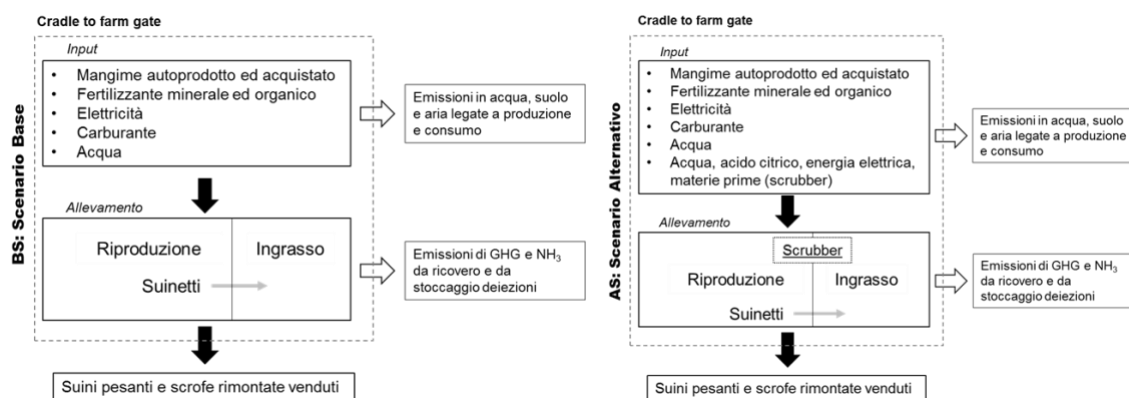 Cradle to farm gate
BS: Scenario Base
Input
• Mangime autoprodotto ed acquistato
• Fertilizzante minerale ed organico
• Elettricità
• Carburante
• Acqua
Emissioni in acqua, suolo
e aria legate a produzione
e consumo
Allevamento
Riproduzione
Ingrasso
Suinetti
Emissioni di GHG e NH₃
da ricovero e da
stoccaggio deiezioni
Suini pesanti e scrofe rimontate venduti
Cradle to farm gate
AS: Scenario Alternativo
Input
• Mangime autoprodotto ed acquistato
• Fertilizzante minerale ed organico
• Elettricità
• Carburante
• Acqua
• Acqua, acido citrico, energia elettrica,
materie prime (scrubber)
Emissioni in acqua, suolo
e aria legate a produzione
e consumo
Allevamento
Scrubber
Riproduzione
Ingrasso
Suinetti
Emissioni di GHG e NH₃
da ricovero e da
stoccaggio deiezioni
Suini pesanti e scrofe rimontate venduti